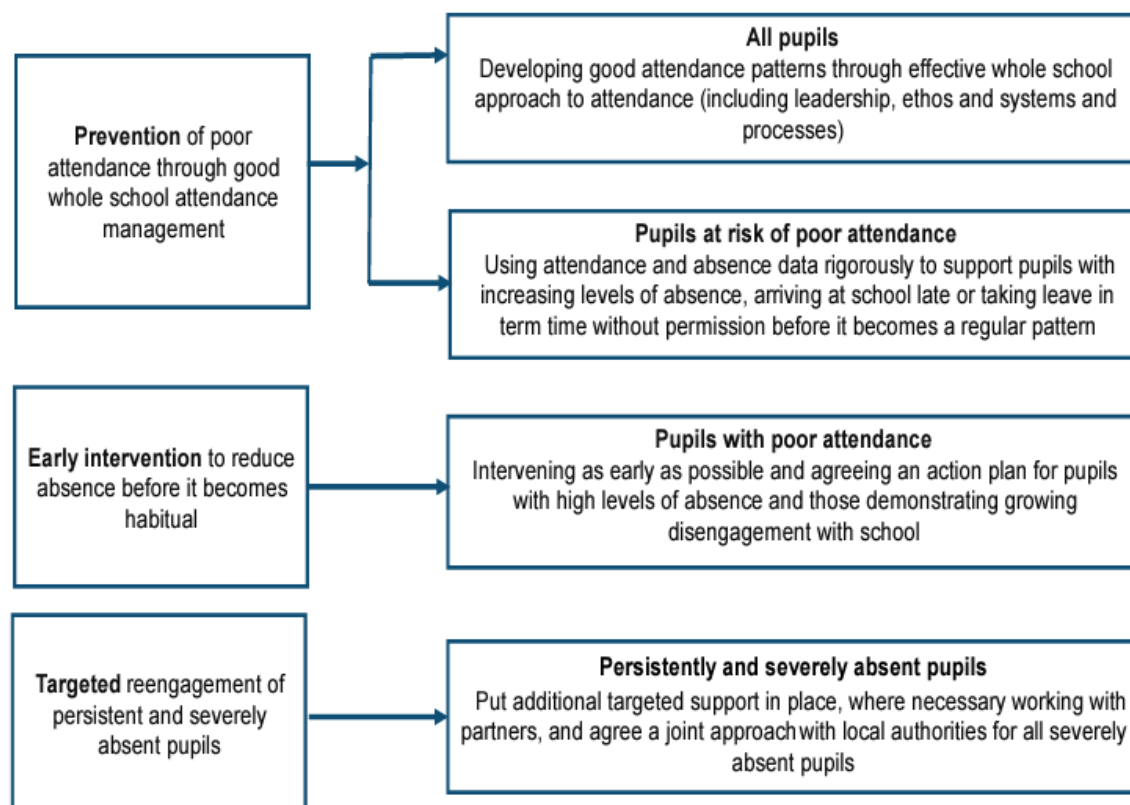 Prevention of poor
attendance through good
whole school attendance
management
All pupils
Developing good attendance patterns through effective whole school
approach to attendance (including leadership, ethos and systems and
processes)
Pupils at risk of poor attendance
Using attendance and absence data rigorously to support pupils with
increasing levels of absence, arriving at school late or taking leave in
term time without permission before it becomes a regular pattern
Early intervention to reduce
absence before it becomes
habitual
Pupils with poor attendance
Intervening as early as possible and agreeing an action plan for pupils
with high levels of absence and those demonstrating growing
disengagement with school
Targeted reengagement of
persistent and severely
absent pupils
Persistently and severely absent pupils
Put additional targeted support in place, where necessary working with
partners, and agree a joint approach with local authorities for all severely
absent pupils